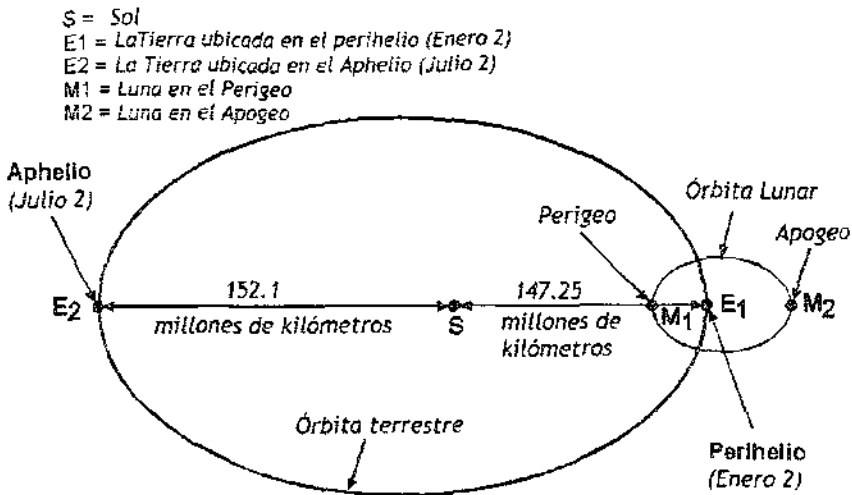 S = Sol
E1 = LaTierra ubicada en el perihelio (Enero 2)
E2 = La Tierra ubicada en el Aphelio (Julio 2)
M1 = Luna en el Perigeo
M2 = Luna en el Apogeo
Aphelio
(Julio 2)
Perigeo
Órbita Lunar
Apogeo
E2
152.1
millones de kilómetros
S
147.25
millones de
kilómetros
M1
E1
M2
Órbita terrestre
Perihelio
(Enero 2)